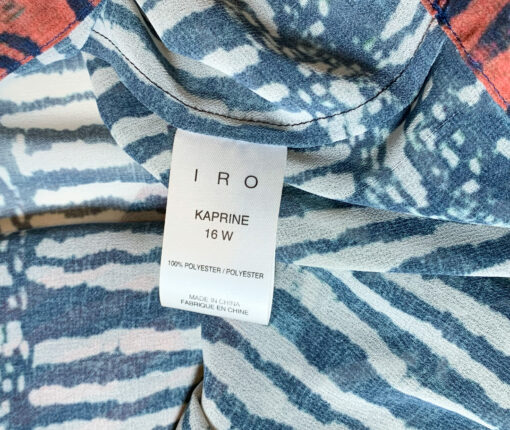 I R O
KAPRINE
16 W
100% POLYESTER / POLYESTER
MADE IN CHINA
FABRIQUE EN CHINE